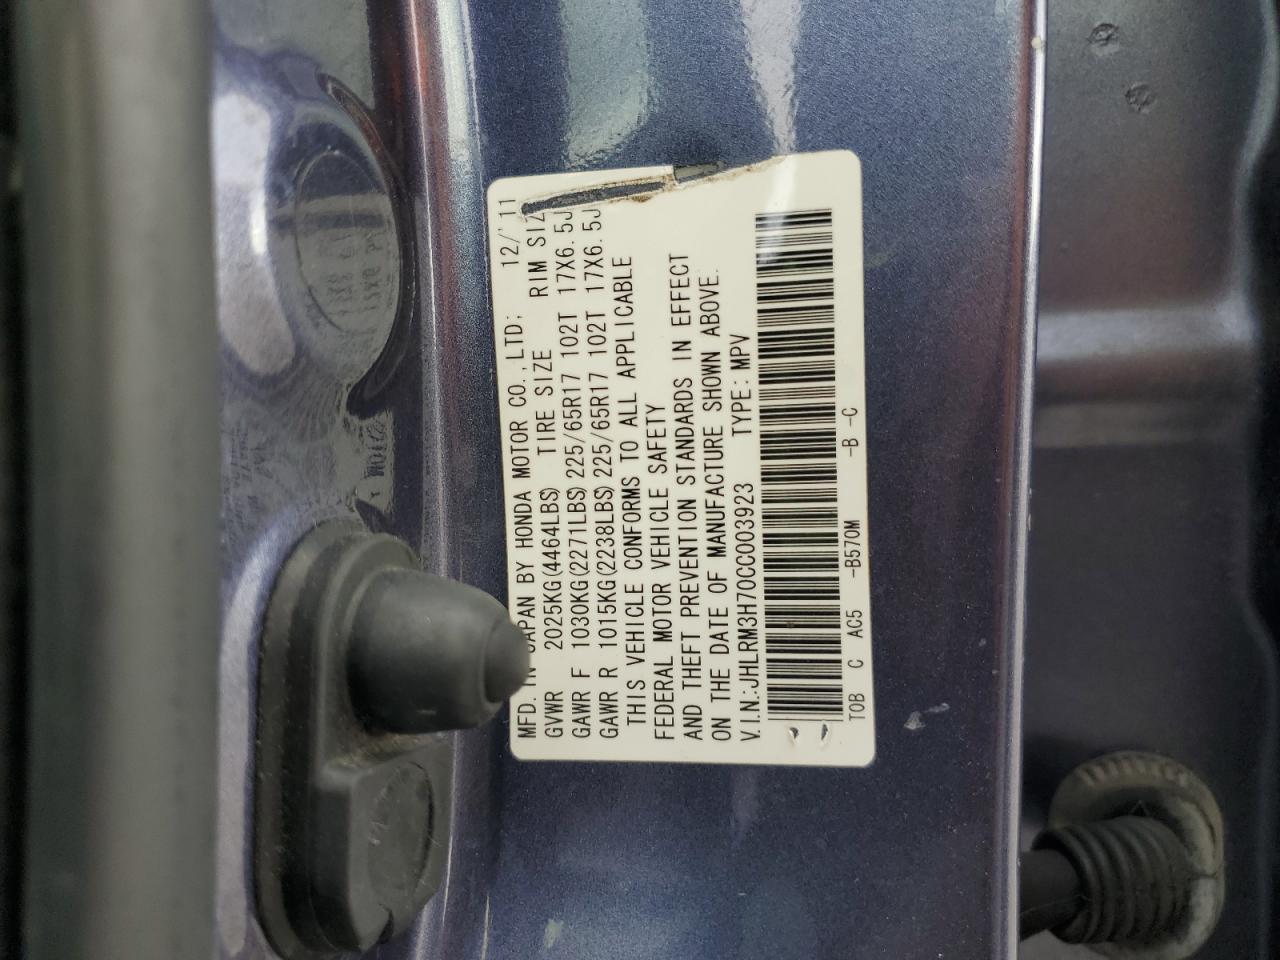 MFD. IN JAPAN BY HONDA MOTOR CO.,LTD; 12/'11
GVWR 2025KG(4464LBS) TIRE SIZE RIM SIZ
GAWR F 1030KG(2271LBS) 225/65R17 102T 17X6.5J
GAWR R 1015KG(2238LBS) 225/65R17 102T 17X6.5J
THIS VEHICLE CONFORMS TO ALL APPLICABLE
FEDERAL MOTOR VEHICLE SAFETY
AND THEFT PREVENTION STANDARDS IN EFFECT
ON THE DATE OF MANUFACTURE SHOWN ABOVE.
V.I.N.:JHLRM3H70CC003923 TYPE:MPV
TOB C AC5 -B570M -B -C